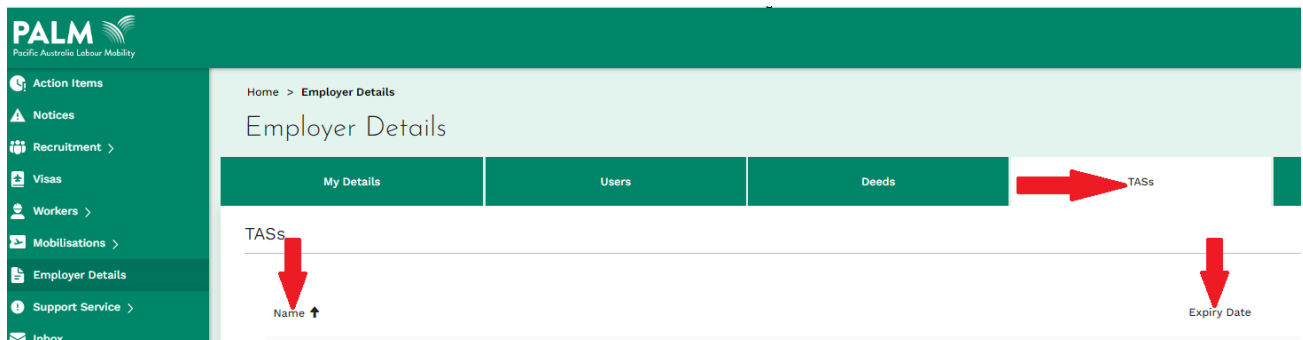 PALM
Pacific Australia Labour Mobility
Action Items
Notices
Recruitment >
Visas
Workers >
Mobilisations >
Employer Details
Support Service >
Inbox
Home > Employer Details
Employer Details
My Details
Users
Deeds
TASs
TASs
Name ↑
Expiry Date